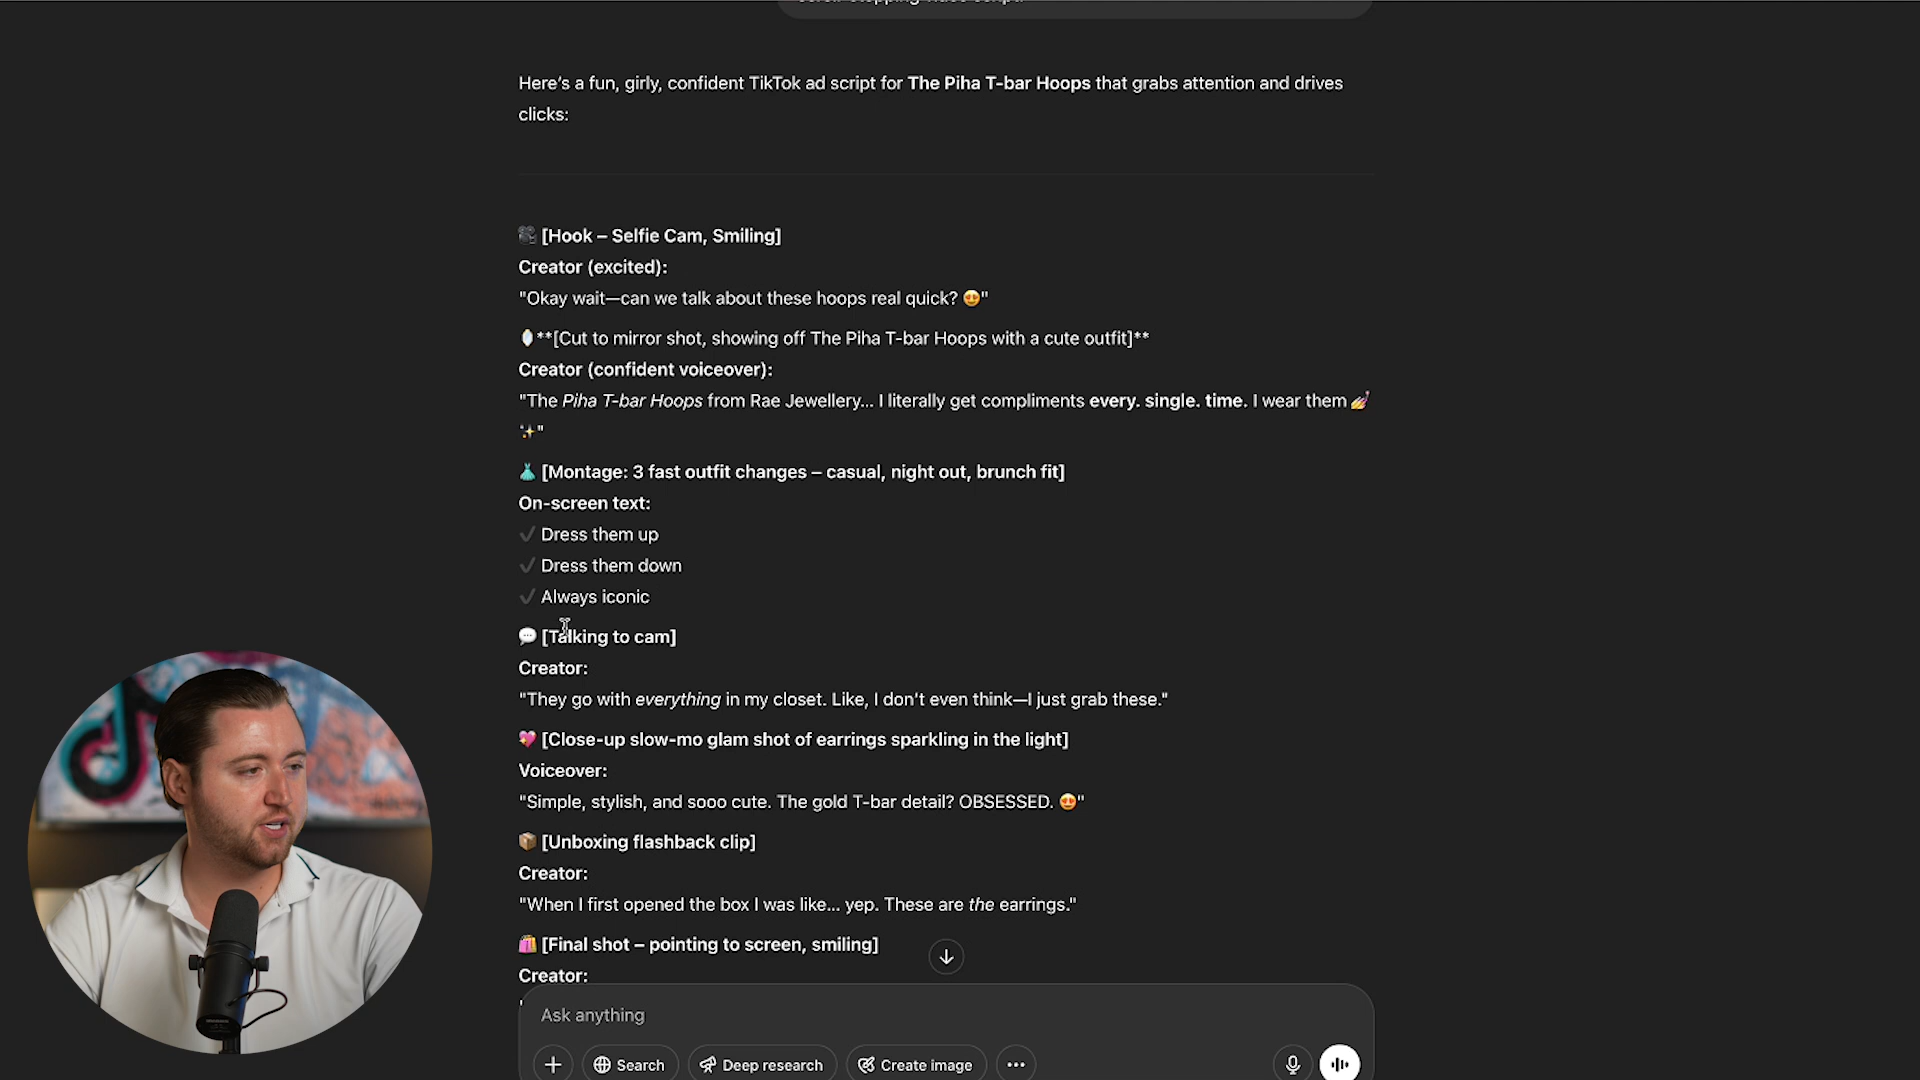 Here's a fun, girly, confident TikTok ad script for The Piha T-bar Hoops that grabs attention and drives
clicks:
🎥 [Hook – Selfie Cam, Smiling]
Creator (excited):
"Okay wait—can we talk about these hoops real quick? 😍"
🪞**[Cut to mirror shot, showing off The Piha T-bar Hoops with a cute outfit]**
Creator (confident voiceover):
"The Piha T-bar Hoops from Rae Jewellery... I literally get compliments every. single. time. I wear them 💅
✨"
👗 [Montage: 3 fast outfit changes – casual, night out, brunch fit]
On-screen text:
✔ Dress them up
✔ Dress them down
✔ Always iconic
💬 [Talking to cam]
Creator:
"They go with everything in my closet. Like, I don't even think—I just grab these."
💖 [Close-up slow-mo glam shot of earrings sparkling in the light]
Voiceover:
"Simple, stylish, and sooo cute. The gold T-bar detail? OBSESSED. 😍"
📦 [Unboxing flashback clip]
Creator:
"When I first opened the box I was like... yep. These are the earrings."
🛍️ [Final shot – pointing to screen, smiling]
Creator:
Ask anything
Search Deep research Create image